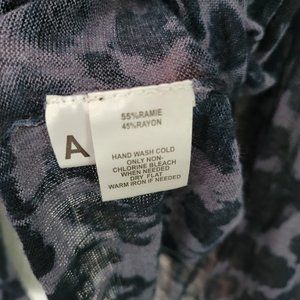 A
55%RAMIE
45%RAYON
HAND WASH COLD
ONLY NON-
CHLORINE BLEACH
WHEN NEEDED
DRY FLAT
WARM IRON IF NEEDED